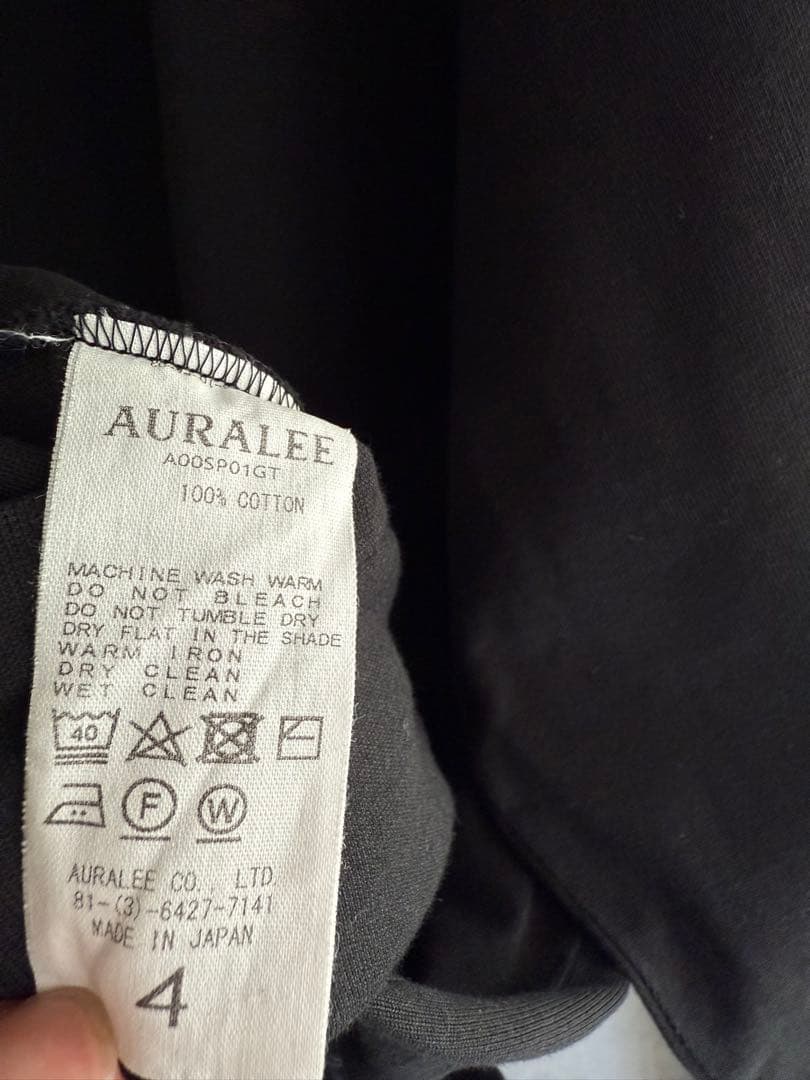 AURALEE
A00SP01GT
100% COTTON
MACHINE WASH WARM
DO NOT BLEACH
DO NOT TUMBLE DRY
DRY FLAT IN THE SHADE
WARM IRON
DRY CLEAN
WET CLEAN
40
F W
AURALEE CO., LTD
81-(3)-6427-7141
MADE IN JAPAN
4